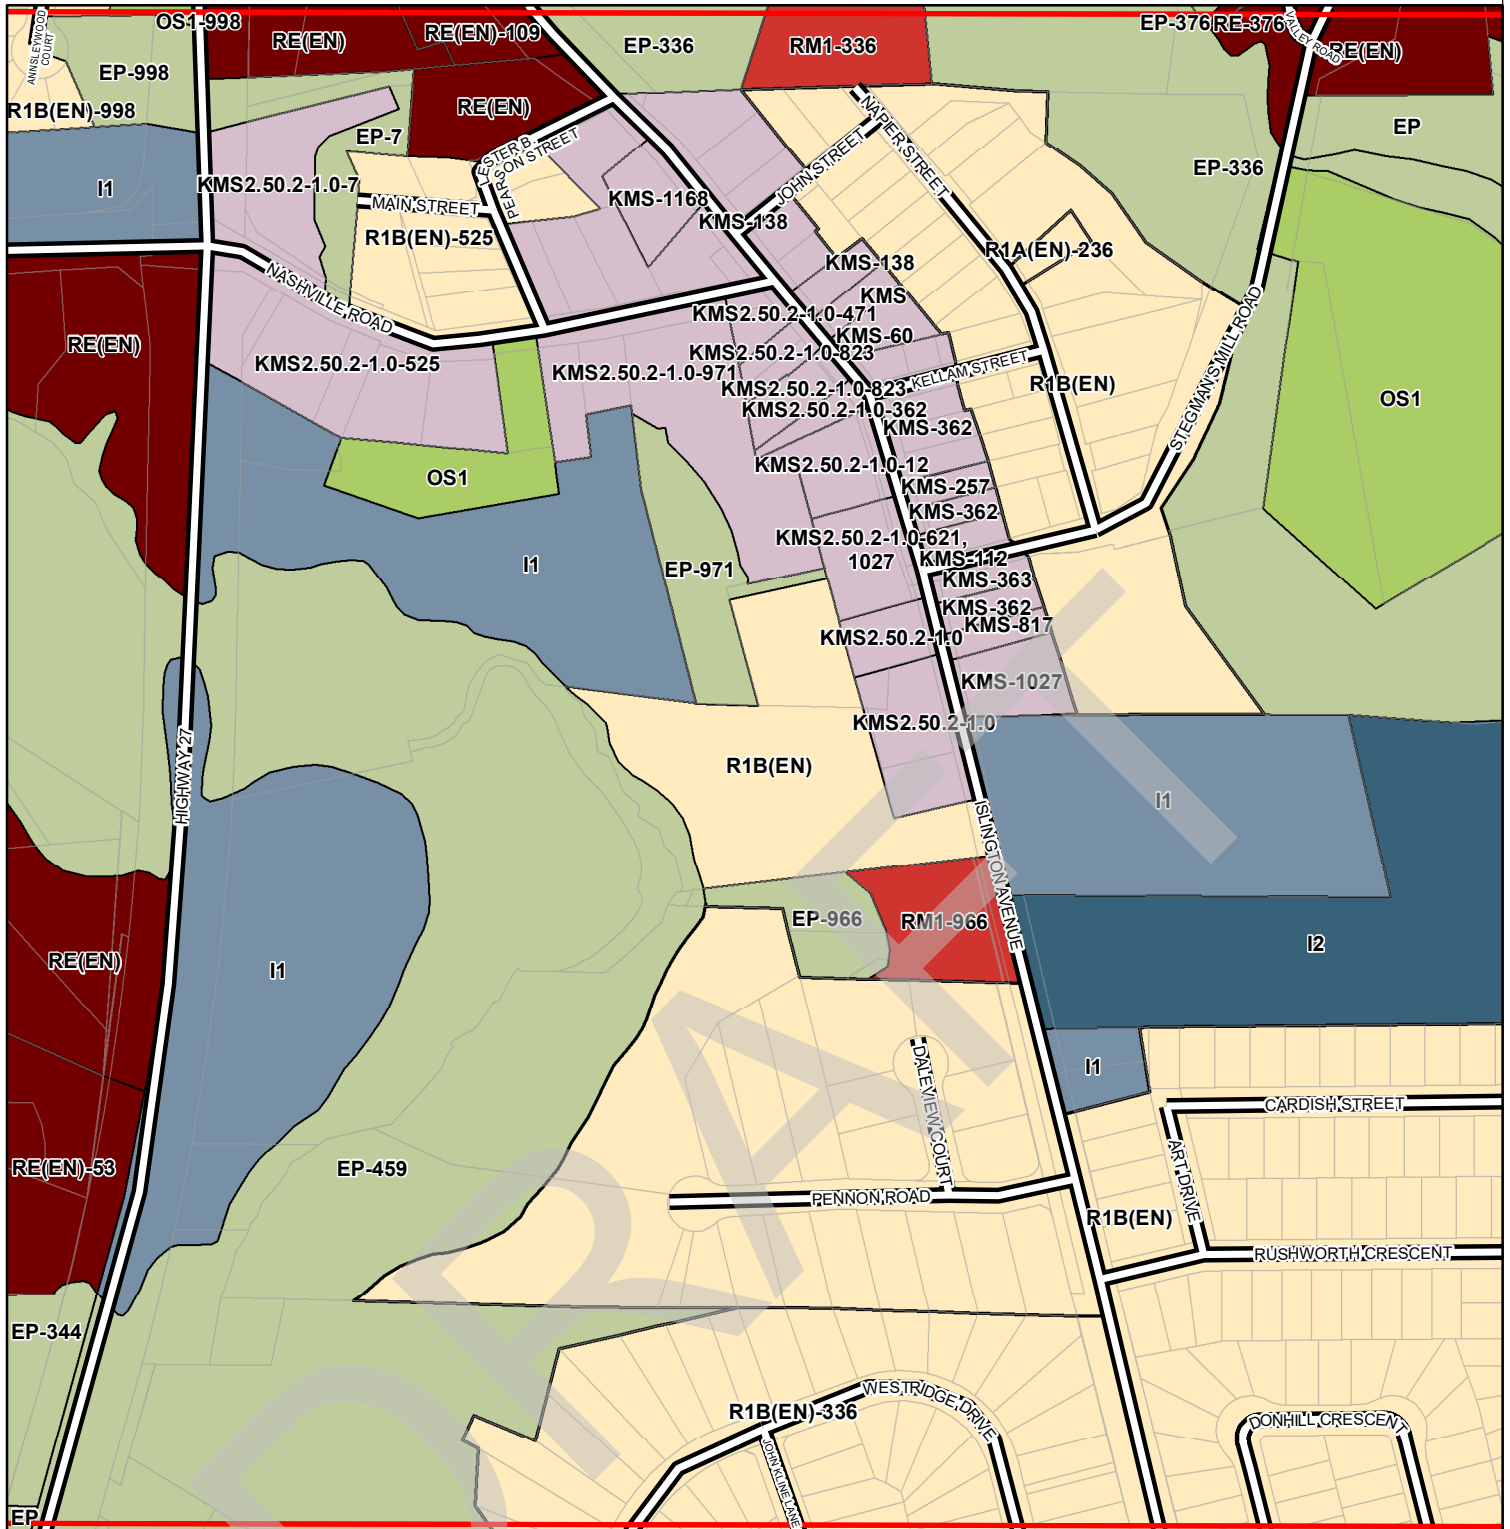 ANNSLEYWOOD
COURT
OS1-998
RE(EN)
RE(EN)-109
EP-336
RM1-336
EP-376
RE-376
VALLEY ROAD
RE(EN)
EP-998
R1B(EN)-998
RE(EN)
EP-7
NAPIER STREET
EP
LESTER B.
PEARSON STREET
JOHN STREET
EP-336
I1
KMS2.50.2-1.0-7
KMS-1168
MAIN STREET
KMS-138
R1B(EN)-525
R1A(EN)-236
KMS-138
NASHVILLE ROAD
KMS
KMS2.50.2-1.0-471
KMS-60
RE(EN)
KMS2.50.2-1.0-823
KMS2.50.2-1.0-525
KMS2.50.2-1.0-971
KELLAM STREET
STEGMAN'S MILL ROAD
KMS2.50.2-1.0-823
R1B(EN)
KMS2.50.2-1.0-362
OS1
KMS-362
KMS2.50.2-1.0-12
OS1
KMS-257
KMS-362
KMS2.50.2-1.0-621,
1027
KMS-112
I1
EP-971
KMS-363
KMS-362
KMS-817
KMS2.50.2-1.0
KMS-1027
KMS2.50.2-1.0
HIGHWAY 27
R1B(EN)
I1
ISLINGTON AVENUE
EP-966
RM1-966
I2
RE(EN)
I1
DALEVIEW COURT
I1
CARDISH STREET
ART DRIVE
RE(EN)-53
EP-459
PENNON ROAD
R1B(EN)
RUSHWORTH CRESCENT
EP-344
WESTRIDGE DRIVE
R1B(EN)-336
DONHILL CRESCENT
JOHN KLINE LANE
EP
DRAFT